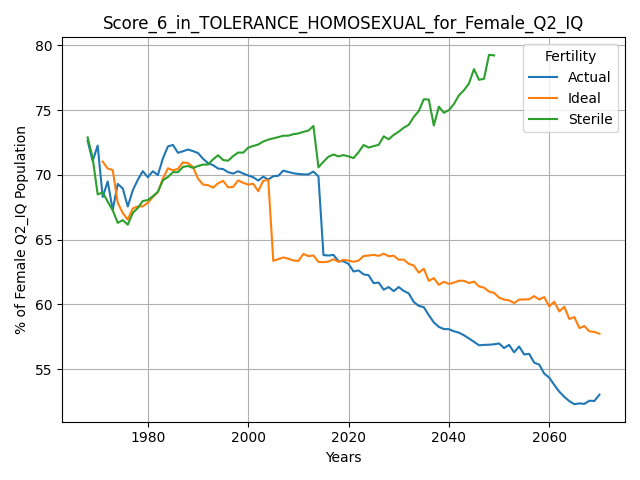 Score_6_in_TOLERANCE_HOMOSEXUAL_for_Female_Q2_IQ
% of Female Q2_IQ Population
80
75
70
65
60
55
Fertility
Actual
Ideal
Sterile
1980
2000
2020
2040
2060
Years